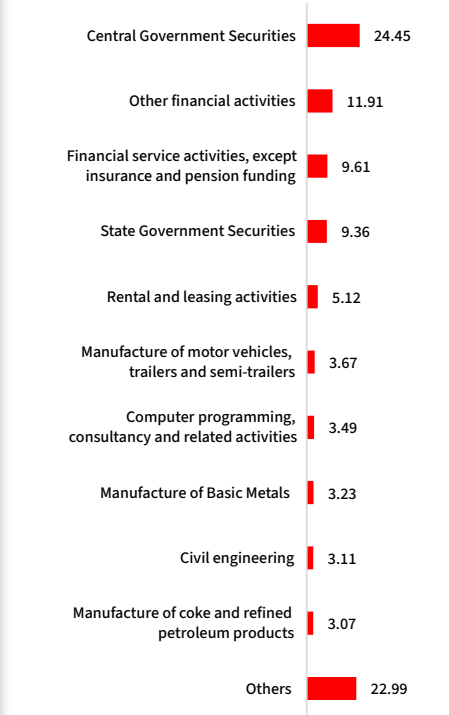 Central Government Securities 24.45
Other financial activities 11.91
Financial service activities, except
insurance and pension funding 9.61
State Government Securities 9.36
Rental and leasing activities 5.12
Manufacture of motor vehicles,
trailers and semi-trailers 3.67
Computer programming,
consultancy and related activities 3.49
Manufacture of Basic Metals 3.23
Civil engineering 3.11
Manufacture of coke and refined
petroleum products 3.07
Others 22.99